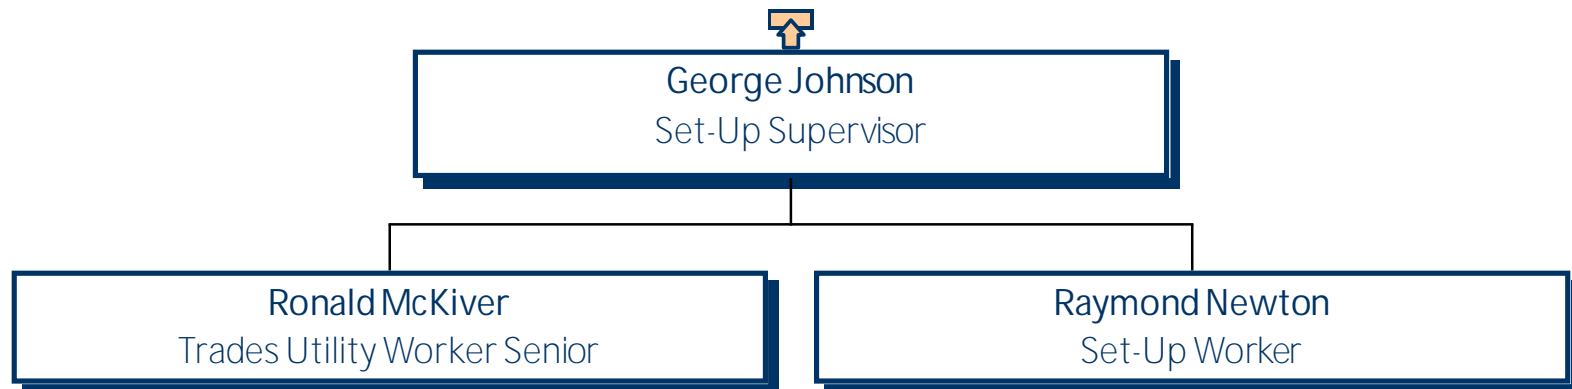 George Johnson
Set-Up Supervisor
Ronald McKiver
Trades Utility Worker Senior
Raymond Newton
Set-Up Worker